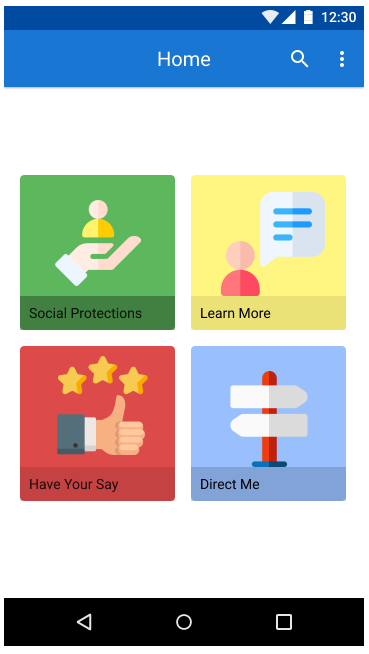 12:30
Home
Social Protections
Learn More
Have Your Say
Direct Me